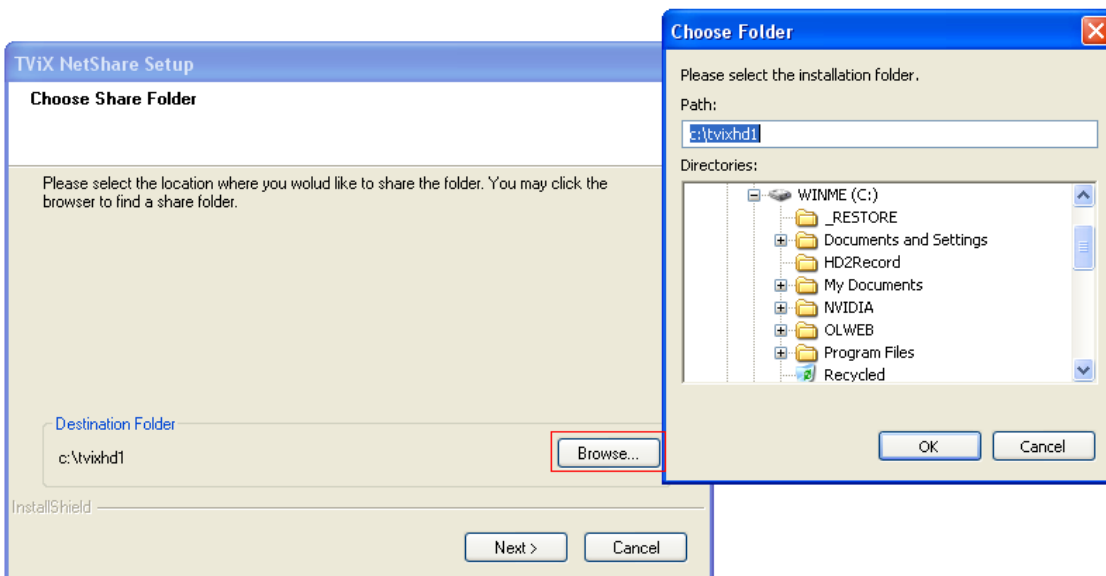 TViX NetShare Setup
Choose Share Folder
Please select the location where you wolud like to share the folder. You may click the
browser to find a share folder.
Destination Folder
c:\tvixhd1
Browse...
InstallShield
Next >
Cancel
Choose Folder
Please select the installation folder.
Path:
c:\tvixhd1
Directories:
WINME (C:)
_RESTORE
Documents and Settings
HD2Record
My Documents
NVIDIA
OLWEB
Program Files
Recycled
OK
Cancel